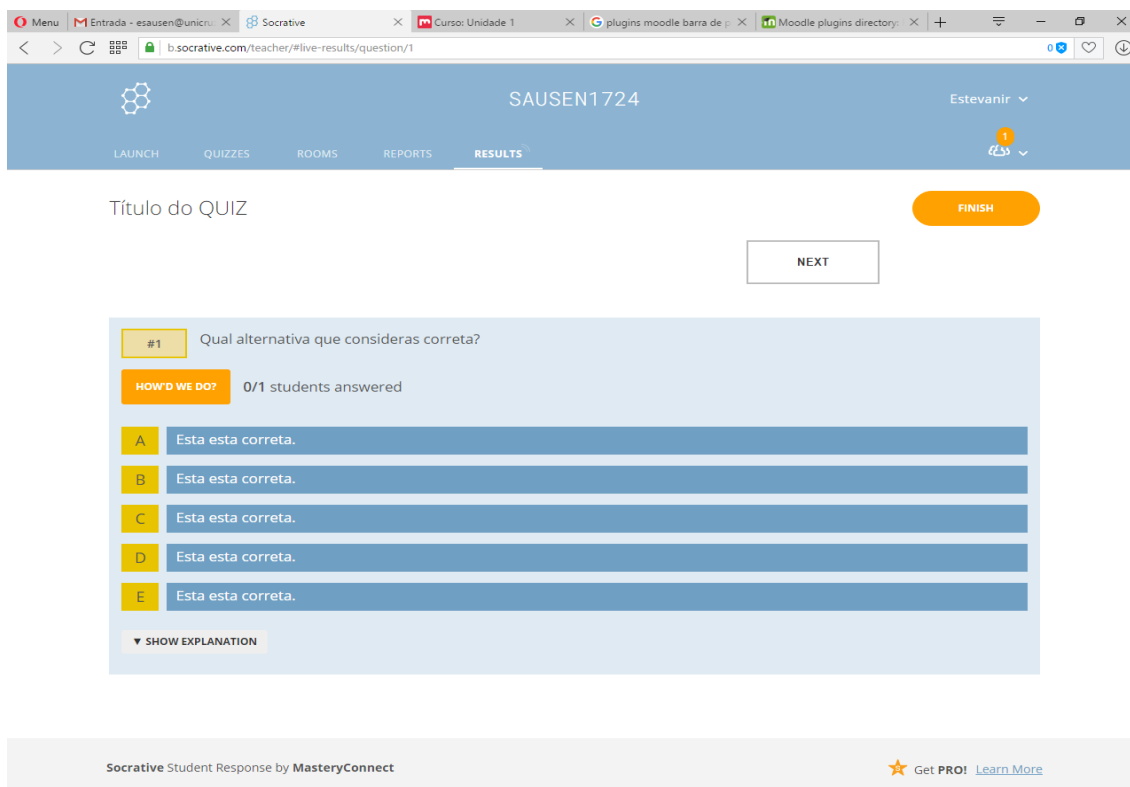 Menu
Entrada - esausen@unicru
Socrative
Curso: Unidade 1
plugins moodle barra de p
Moodle plugins directory:
b.socrative.com/teacher/#live-results/question/1
0
SAUSEN1724
Estevanir
1
LAUNCH QUIZZES ROOMS REPORTS RESULTS
Título do QUIZ
FINISH
NEXT
#1 Qual alternativa que consideras correta?
HOW'D WE DO? 0/1 students answered
A Esta esta correta.
B Esta esta correta.
C Esta esta correta.
D Esta esta correta.
E Esta esta correta.
▼ SHOW EXPLANATION
Socrative Student Response by MasteryConnect
Get PRO! Learn More